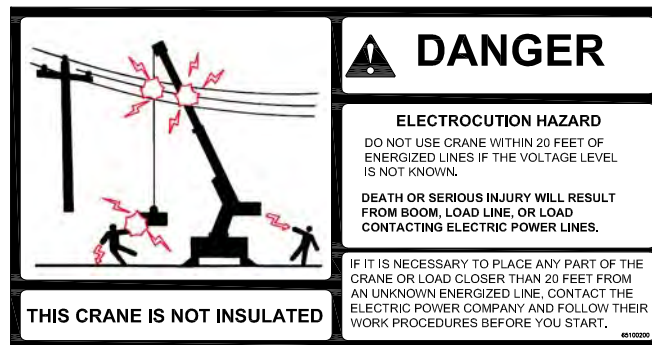 DANGER
ELECTROCUTION HAZARD
DO NOT USE CRANE WITHIN 20 FEET OF
ENERGIZED LINES IF THE VOLTAGE LEVEL
IS NOT KNOWN.
DEATH OR SERIOUS INJURY WILL RESULT
FROM BOOM, LOAD LINE, OR LOAD
CONTACTING ELECTRIC POWER LINES.
THIS CRANE IS NOT INSULATED
IF IT IS NECESSARY TO PLACE ANY PART OF THE
CRANE OR LOAD CLOSER THAN 20 FEET FROM
AN UNKNOWN ENERGIZED LINE, CONTACT THE
ELECTRIC POWER COMPANY AND FOLLOW THEIR
WORK PROCEDURES BEFORE YOU START.
65100200